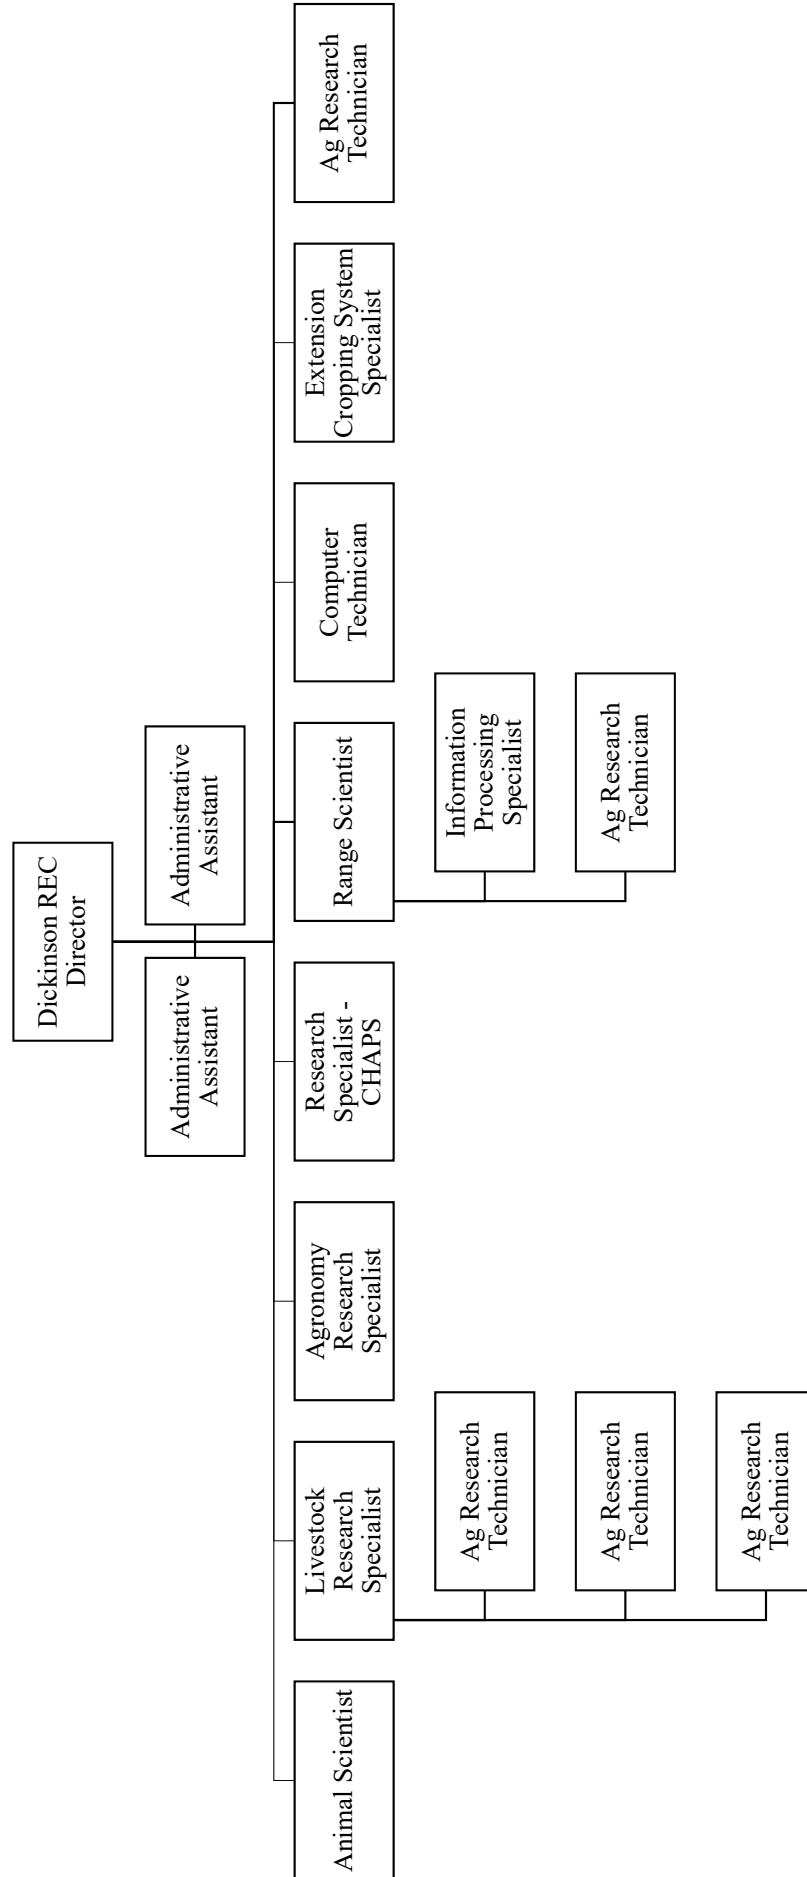 Dickinson REC
Director
Administrative
Assistant
Administrative
Assistant
Animal Scientist
Livestock
Research
Specialist
Ag Research
Technician
Ag Research
Technician
Ag Research
Technician
Agronomy
Research
Specialist
Research
Specialist -
CHAPS
Range Scientist
Information
Processing
Specialist
Ag Research
Technician
Computer
Technician
Extension
Cropping System
Specialist
Ag Research
Technician